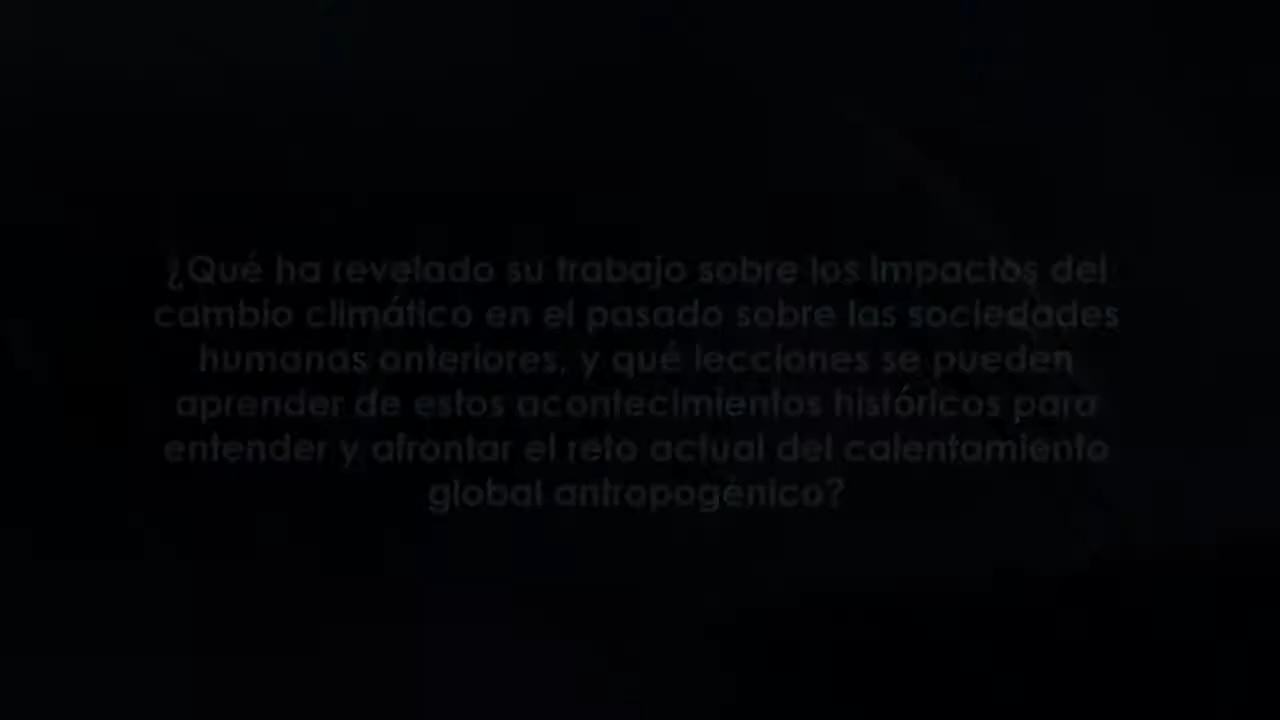 ¿Qué ha revelado su trabajo sobre los impactos del
cambio climático en el pasado sobre las sociedades
humanas anteriores, y qué lecciones se pueden
aprender de estos acontecimientos históricos para
entender y afrontar el reto actual del calentamiento
global antropogénico?